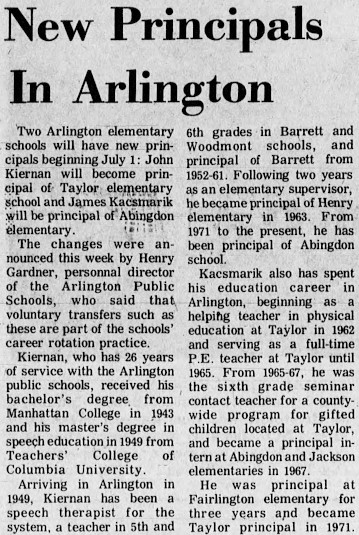 New Principals
In Arlington
Two Arlington elementary
schools will have new prin-
cipals beginning July 1: John
Kiernan will become prin-
cipal of Taylor elementary
school and James Kacsmarik
will be principal of Abingdon
elementary.
The changes were an-
nounced this week by Henry
Gardner, personnal director
of the Arlington Public
Schools, who said that
voluntary transfers such as
these are part of the schools'
career rotation practice.
Kiernan, who has 26 years
of service with the Arlington
public schools, received his
bachelor's degree from
Manhattan College in 1943
and his master's degree in
speech education in 1949 from
Teachers' College of
Columbia University.
Arriving in Arlington in
1949, Kiernan has been a
speech therapist for the
system, a teacher in 5th and
6th grades in Barrett and
Woodmont schools, and
principal of Barrett from
1952-61. Following two years
as an elementary supervisor,
he became principal of Henry
elementary in 1963. From
1971 to the present, he has
been principal of Abingdon
school.
Kacsmarik also has spent
his education career in
Arlington, beginning as a
helping teacher in physical
education at Taylor in 1962
and serving as a full-time
P.E. teacher at Taylor until
1965. From 1965-67, he was
the sixth grade seminar
contact teacher for a county-
wide program for gifted
children located at Taylor,
and became a principal in-
tern at Abingdon and Jackson
elementaries in 1967.
He was principal at
Fairlington elementary for
three years and became
Taylor principal in 1971.